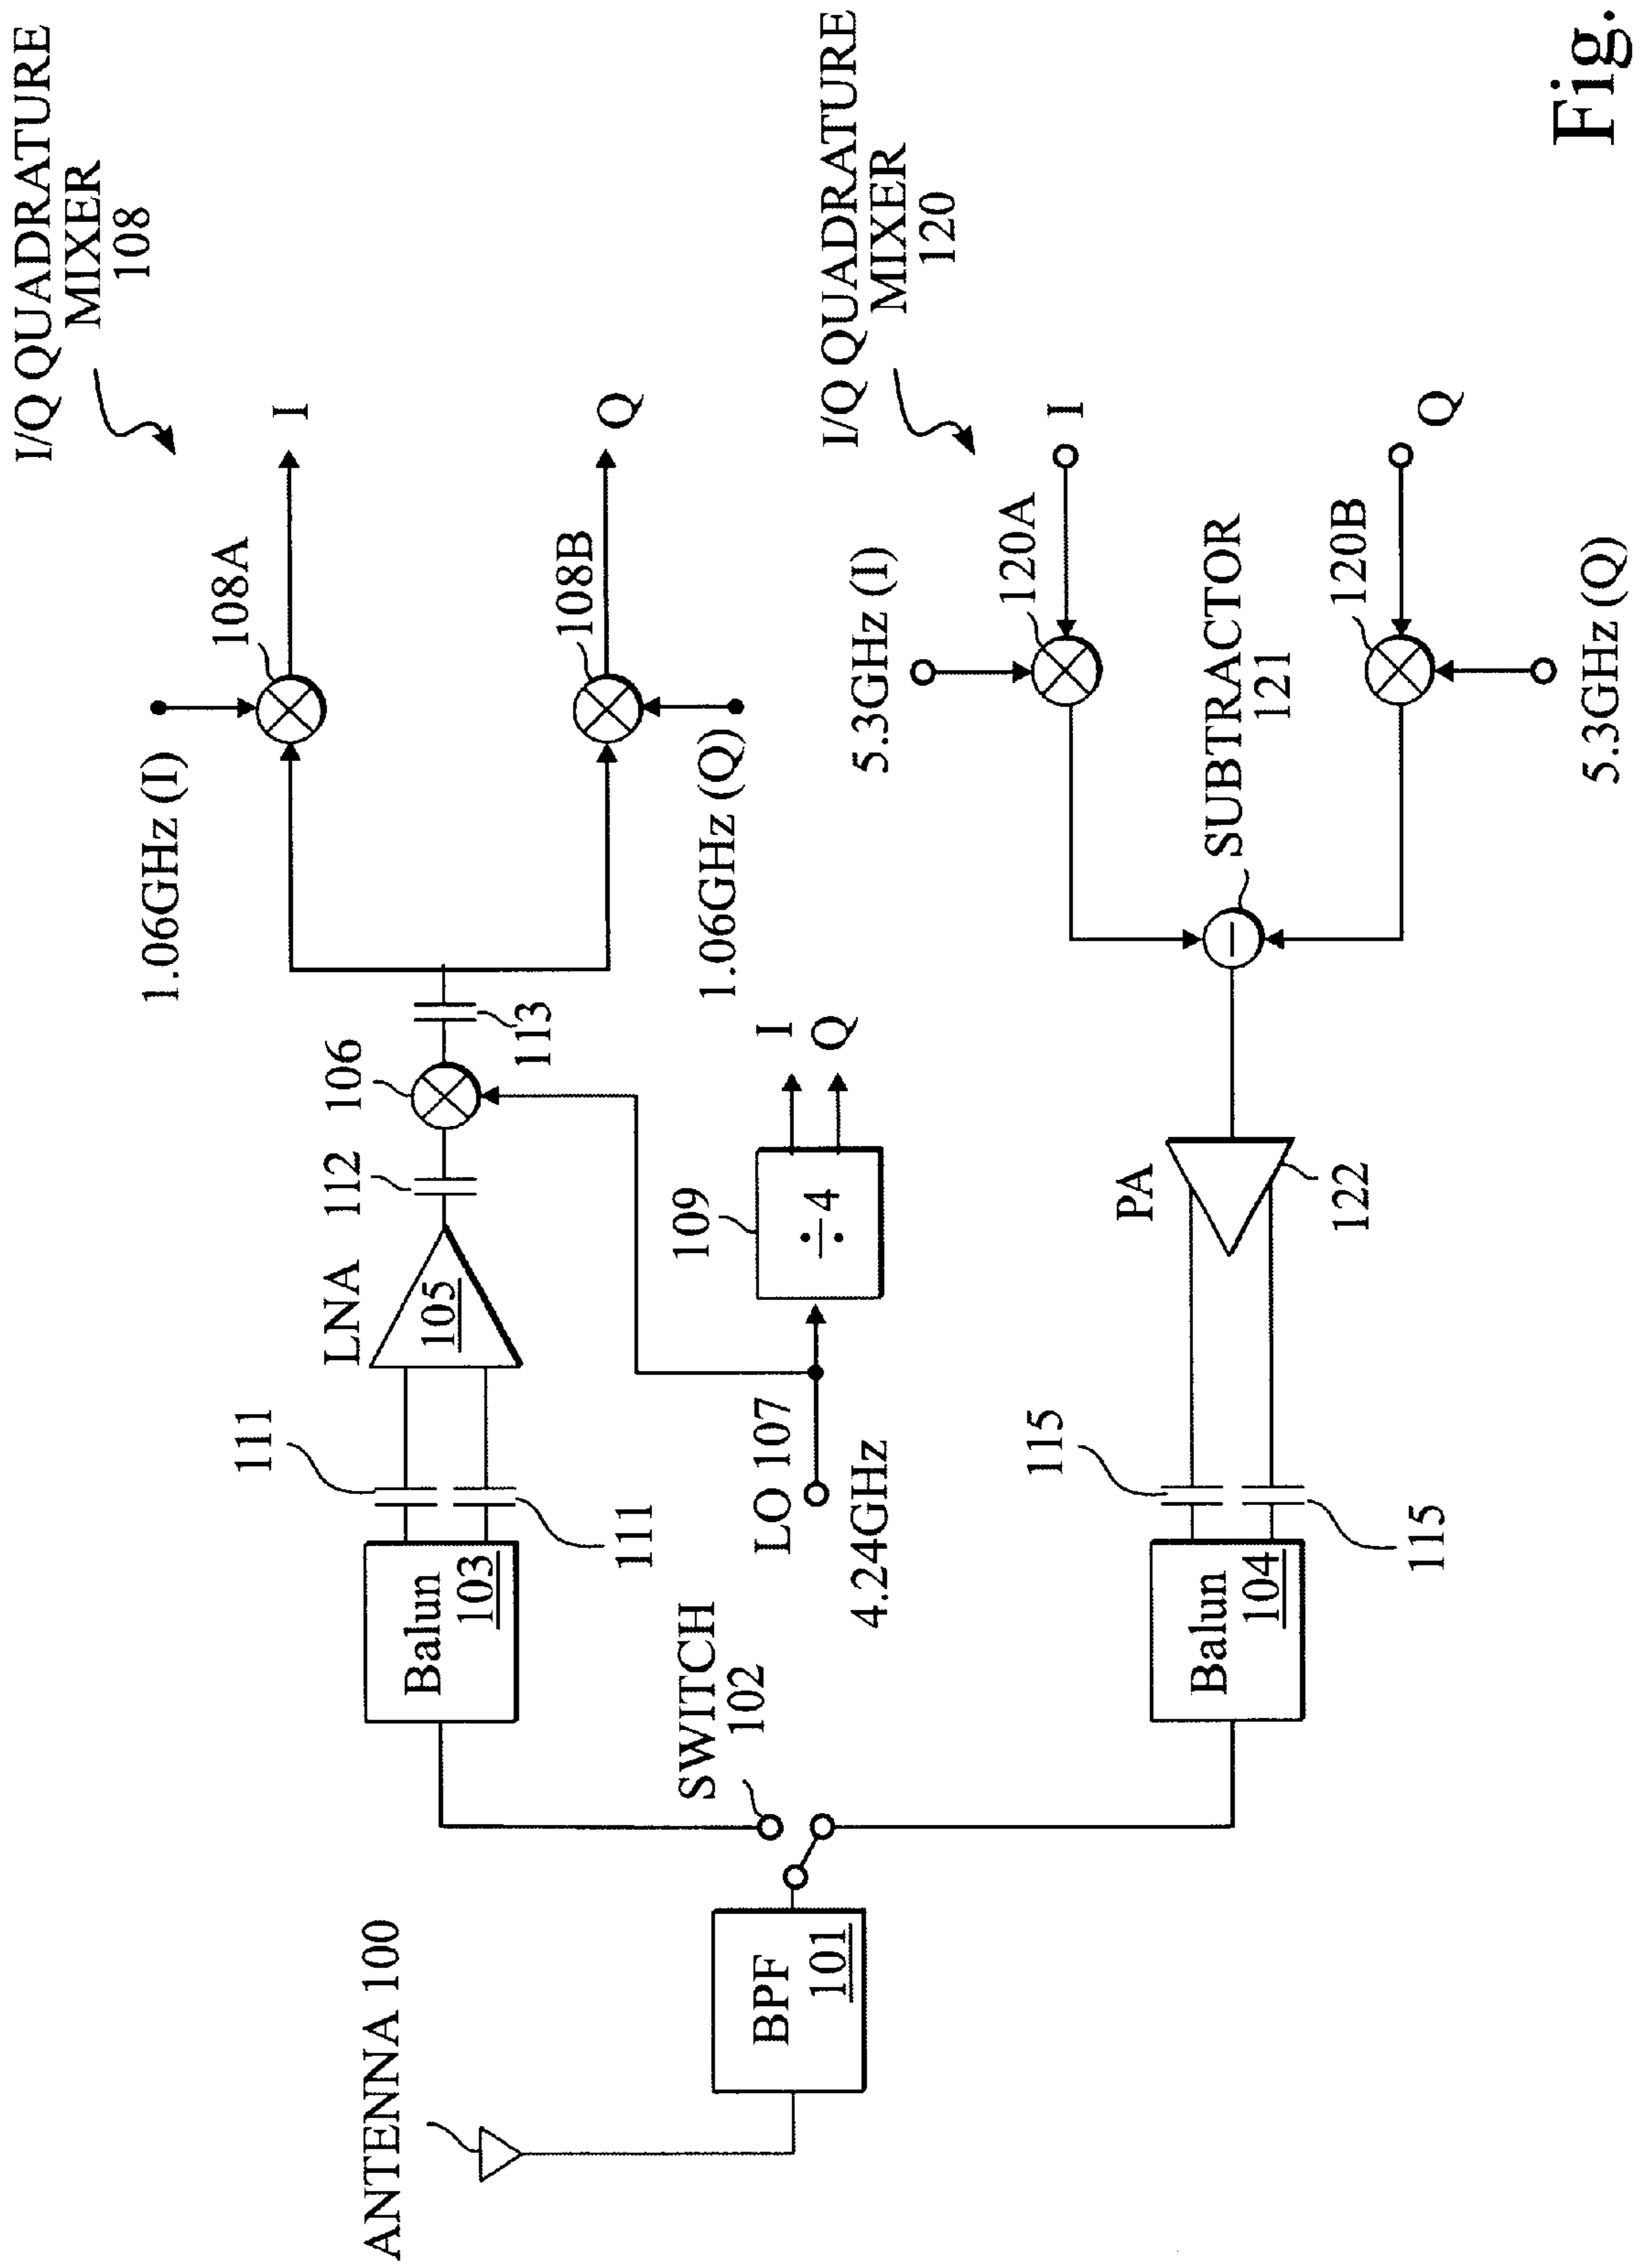 I/Q QUADRATURE
MIXER
108
1.06GHz (I)
108A
I
108B
Q
1.06GHz (Q)
LNA
105
112
106
113
111
111
Balun
103
ANTENNA 100
BPF
101
SWITCH
102
LO 107
4.24GHz
109
÷4
I
Q
I/Q QUADRATURE
MIXER
120
5.3GHz (I)
120A
I
SUBTRACTOR
121
120B
Q
5.3GHz (Q)
PA
122
115
115
Balun
104
Fig.